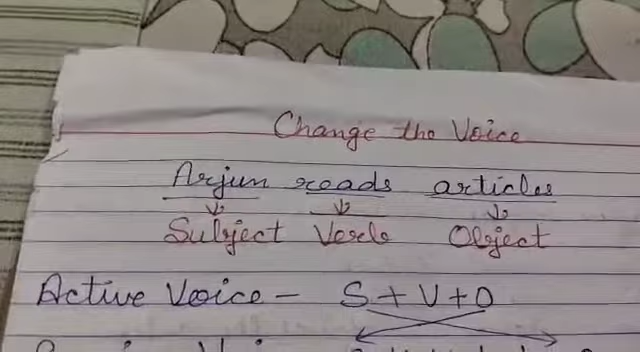 Change the Voice
Arjun reads articles
Subject Verb Object
Active Voice - S + V + O